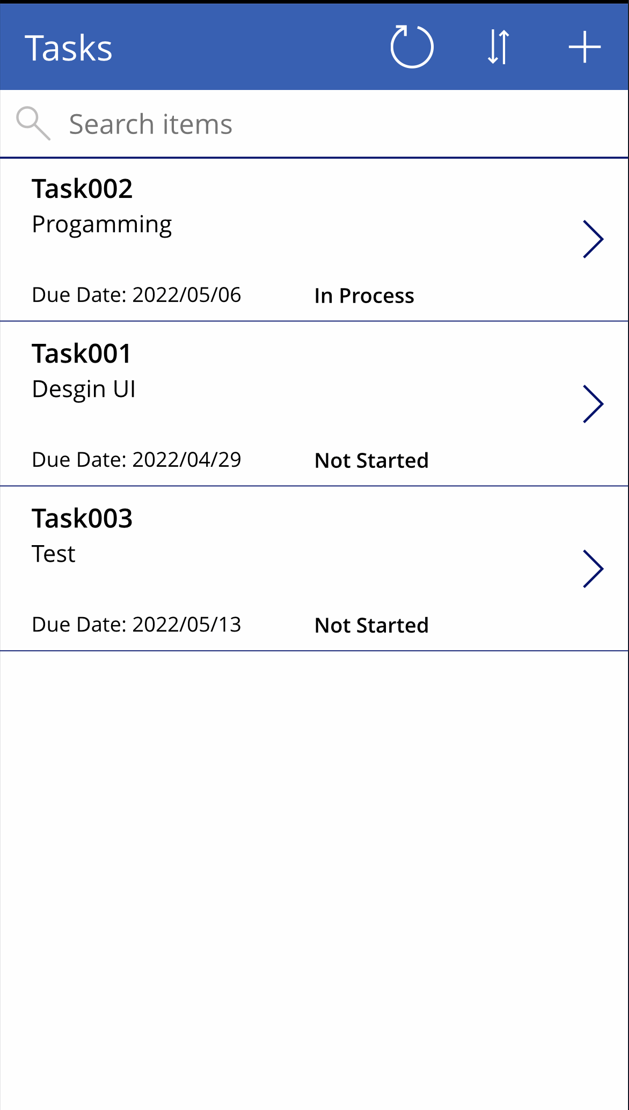 Tasks
Search items
Task002
Progamming
Due Date: 2022/05/06 In Process
Task001
Desgin UI
Due Date: 2022/04/29 Not Started
Task003
Test
Due Date: 2022/05/13 Not Started